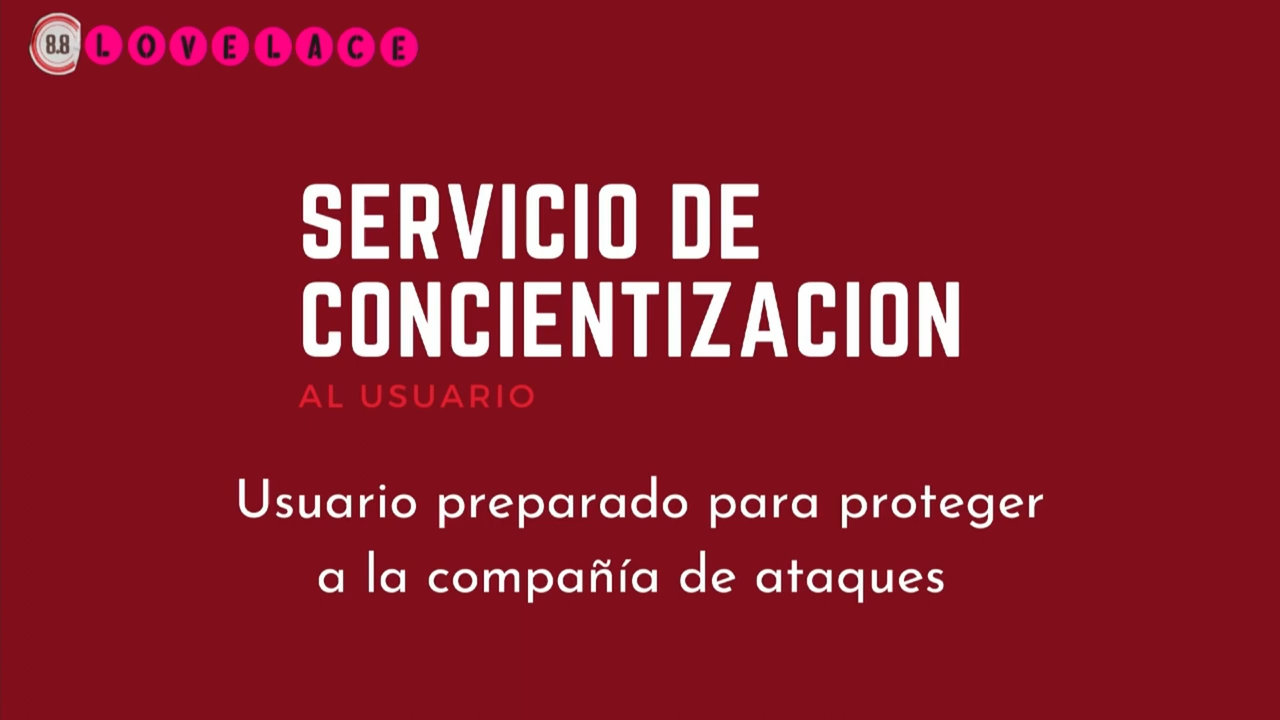 8.8 LOVELACE
SERVICIO DE
CONCIENTIZACION
AL USUARIO
Usuario preparado para proteger
a la compañía de ataques